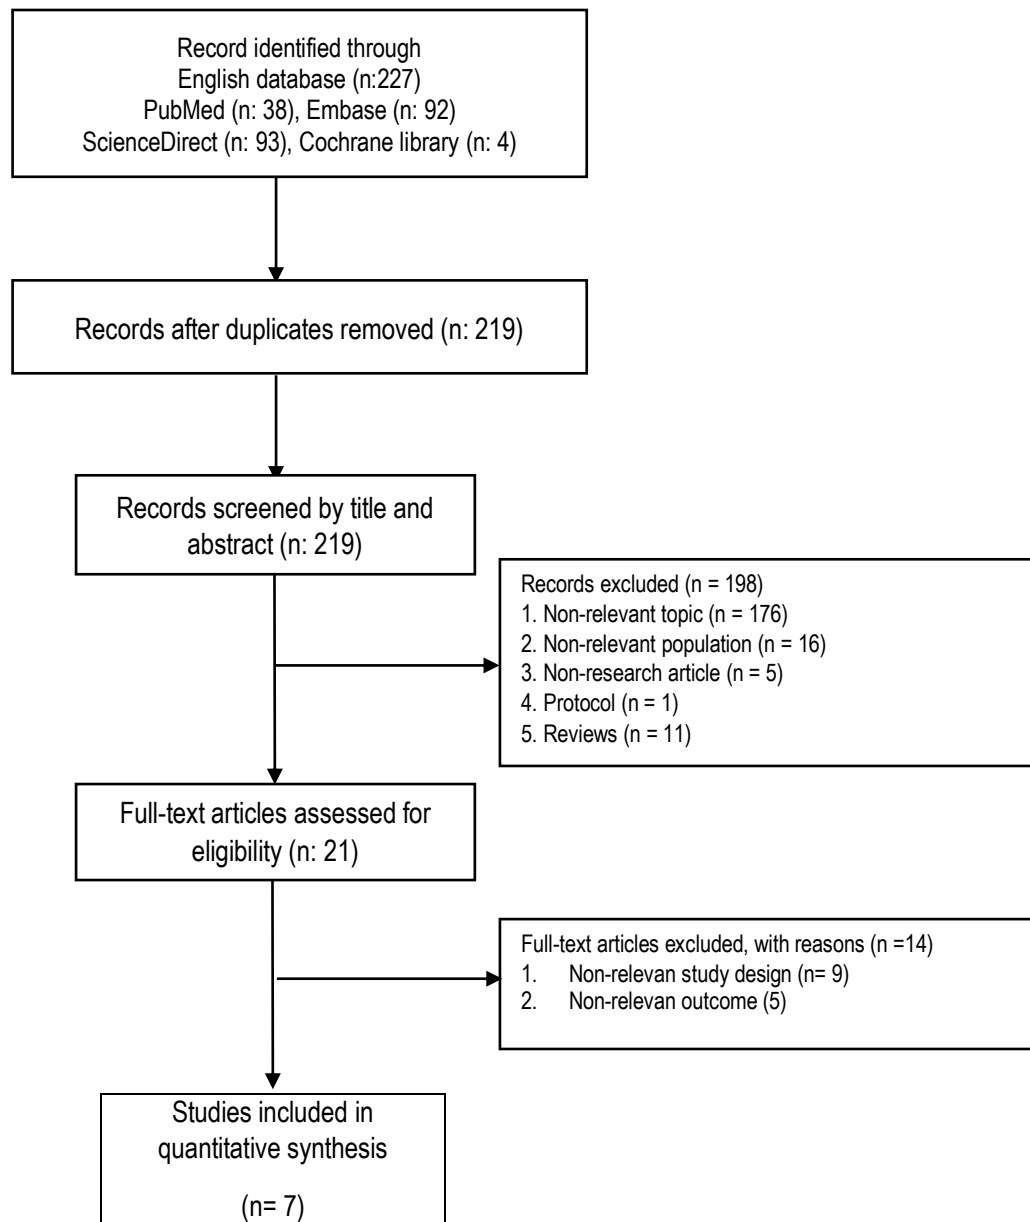 Record identified through
English database (n:227)
PubMed (n: 38), Embase (n: 92)
ScienceDirect (n: 93), Cochrane library (n: 4)
Records after duplicates removed (n: 219)
Records screened by title and
abstract (n: 219)
Records excluded (n = 198)
1. Non-relevant topic (n = 176)
2. Non-relevant population (n = 16)
3. Non-research article (n = 5)
4. Protocol (n = 1)
5. Reviews (n = 11)
Full-text articles assessed for
eligibility (n: 21)
Full-text articles excluded, with reasons (n =14)
1. Non-relevan study design (n= 9)
2. Non-relevan outcome (5)
Studies included in
quantitative synthesis
(n= 7)